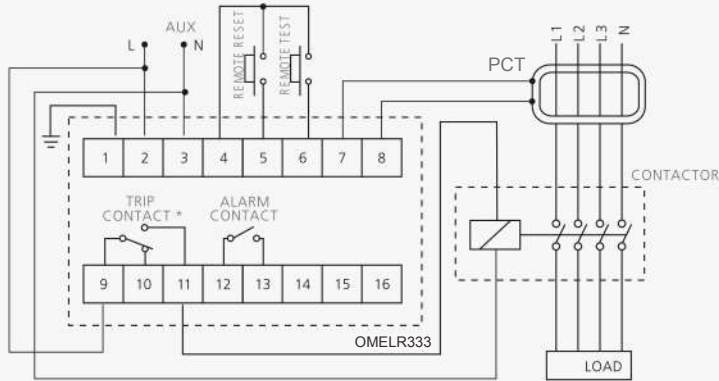 AUX
L N
REMOTE RESET
REMOTE TEST
L1 L2 L3 N
PCT
1 2 3 4 5 6 7 8
CONTACTOR
TRIP
CONTACT *
ALARM
CONTACT
9 10 11 12 13 14 15 16
OMELR333
LOAD